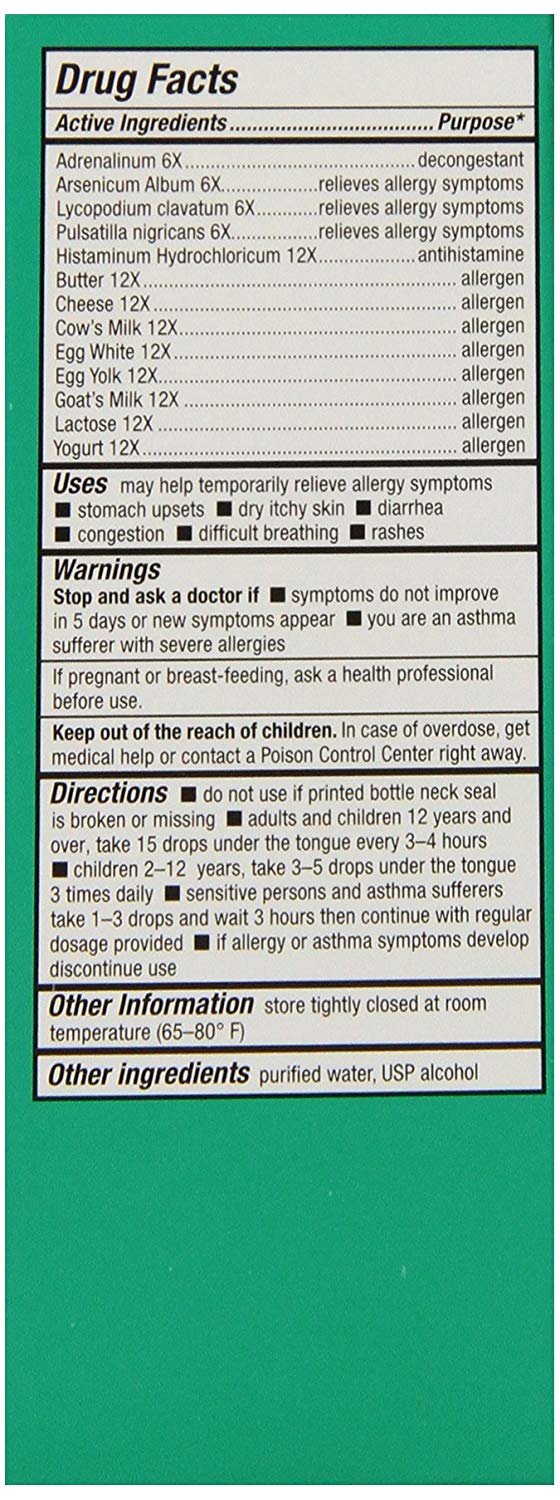 Drug Facts
Active Ingredients.................................... Purpose*
Adrenalinum 6X.........................................decongestant
Arsenicum Album 6X.................relieves allergy symptoms
Lycopodium clavatum 6X...........relieves allergy symptoms
Pulsatilla nigricans 6X...............relieves allergy symptoms
Histaminum Hydrochloricum 12X.................antihistamine
Butter 12X........................................................ allergen
Cheese 12X...................................................... allergen
Cow's Milk 12X................................................. allergen
Egg White 12X.................................................. allergen
Egg Yolk 12X..................................................... allergen
Goat's Milk 12X ................................................ allergen
Lactose 12X ..................................................... allergen
Yogurt 12X........................................................ allergen
Uses may help temporarily relieve allergy symptoms
■ stomach upsets ■ dry itchy skin ■ diarrhea
■ congestion ■ difficult breathing ■ rashes
Warnings
Stop and ask a doctor if ■ symptoms do not improve
in 5 days or new symptoms appear ■ you are an asthma
sufferer with severe allergies
If pregnant or breast-feeding, ask a health professional
before use.
Keep out of the reach of children. In case of overdose, get
medical help or contact a Poison Control Center right away.
Directions ■ do not use if printed bottle neck seal
is broken or missing ■ adults and children 12 years and
over, take 15 drops under the tongue every 3–4 hours
■ children 2–12 years, take 3–5 drops under the tongue
3 times daily ■ sensitive persons and asthma sufferers
take 1–3 drops and wait 3 hours then continue with regular
dosage provided ■ if allergy or asthma symptoms develop
discontinue use
Other Information store tightly closed at room
temperature (65–80° F)
Other ingredients purified water, USP alcohol